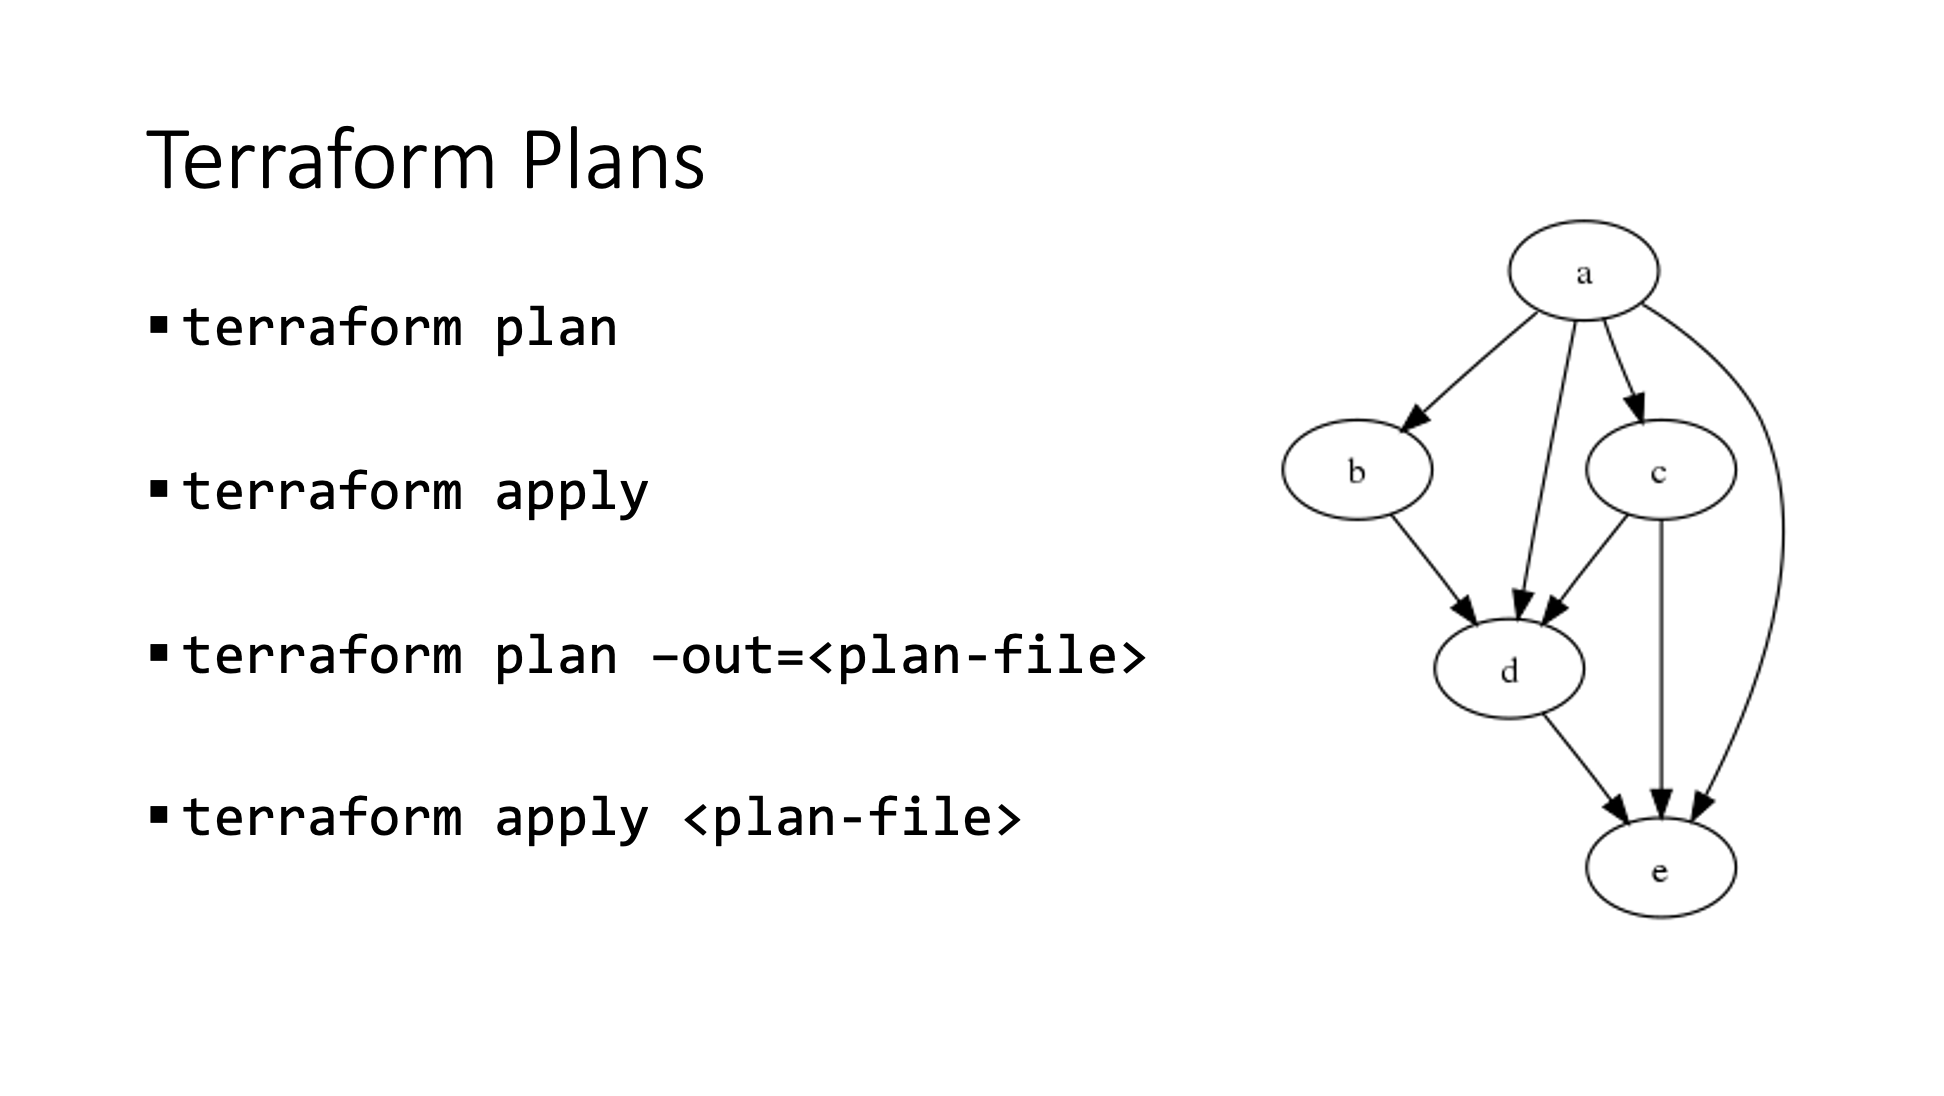 Terraform Plans
▪ terraform plan
▪ terraform apply
▪ terraform plan –out=<plan-file>
▪ terraform apply <plan-file>
a
b
c
d
e